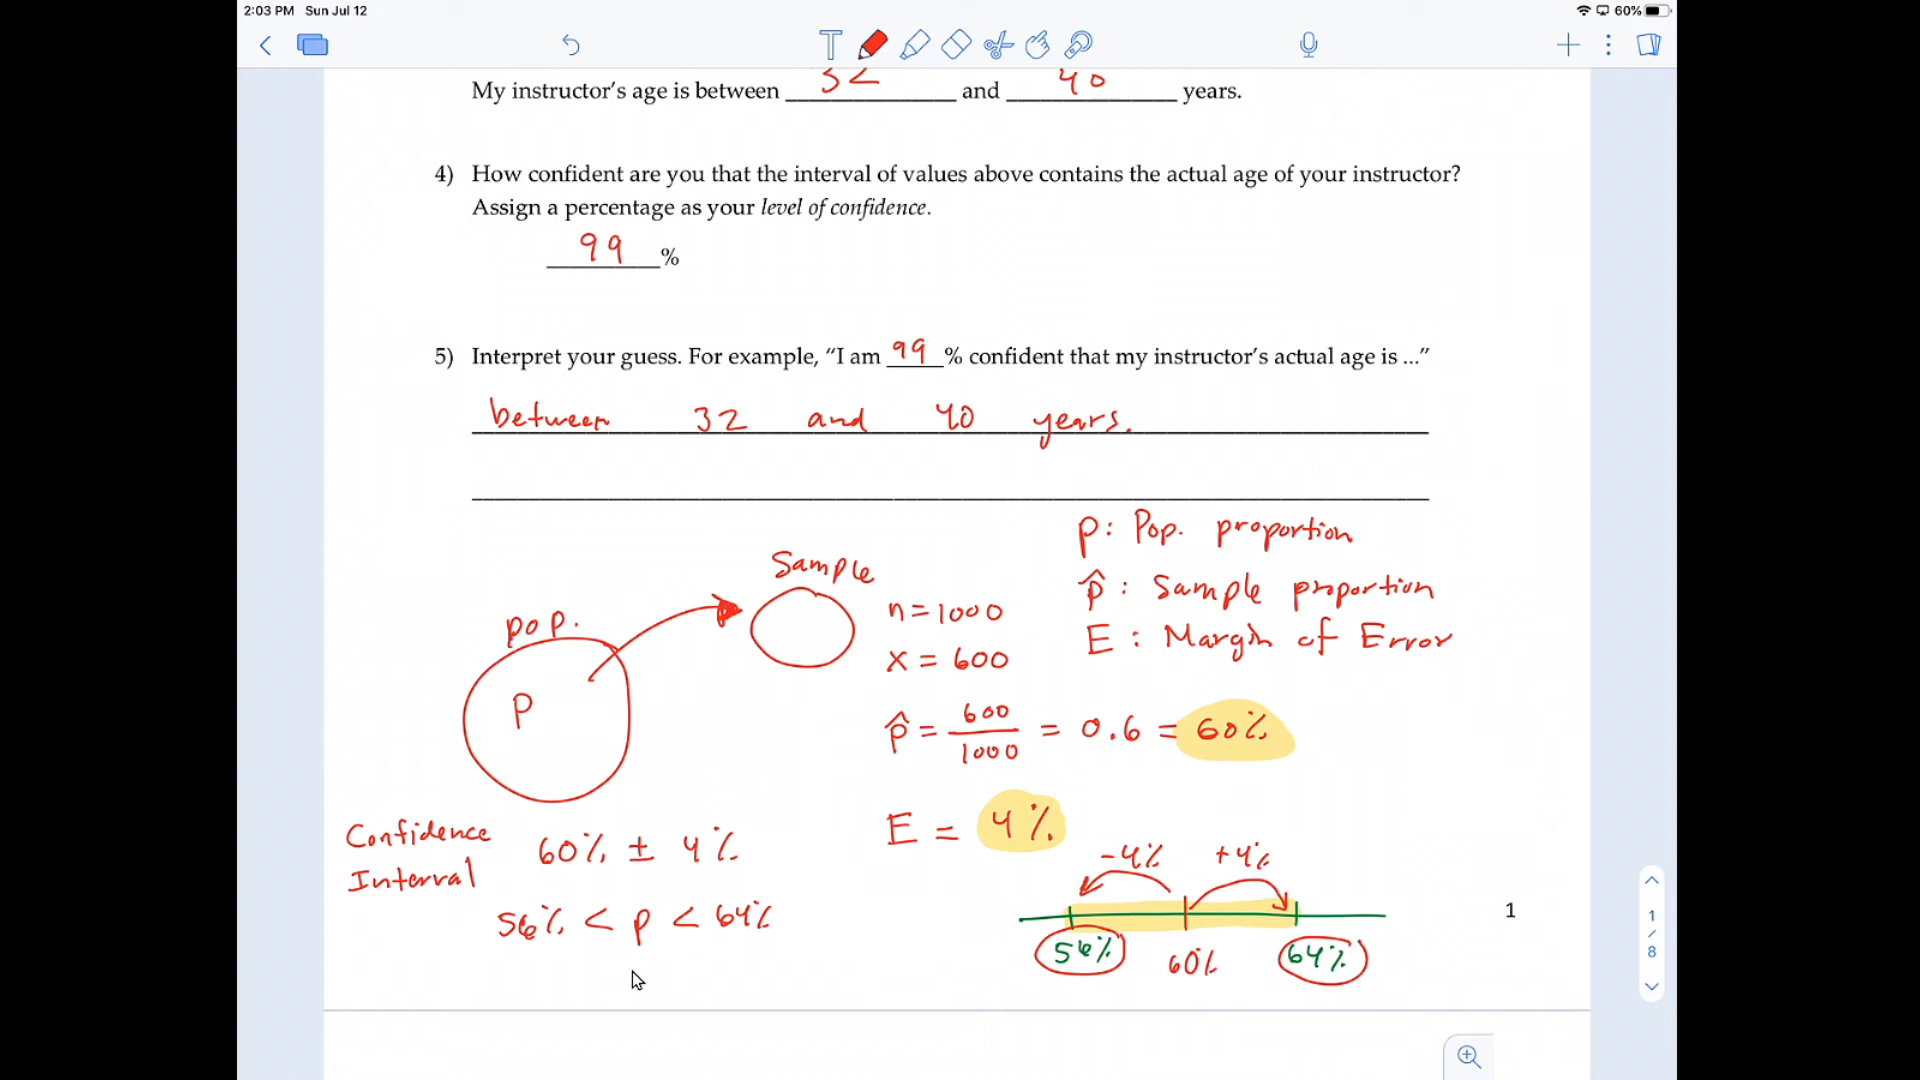 2:03 PM Sun Jul 12
60%
T
My instructor's age is between 32 and 40 years.
4) How confident are you that the interval of values above contains the actual age of your instructor?
Assign a percentage as your level of confidence.
99 %
5) Interpret your guess. For example, “I am 99 % confident that my instructor's actual age is ...”
between 32 and 40 years.
p: Pop. proportion
p̂: Sample proportion
E: Margin of Error
Sample
pop.
p
n = 1000
x = 600
p̂ = 600/1000 = 0.6 = 60%
E = 4%
Confidence
Interval
60% ± 4%
56% < p < 64%
-4% +4%
56% 60% 64%
1
1
/
8